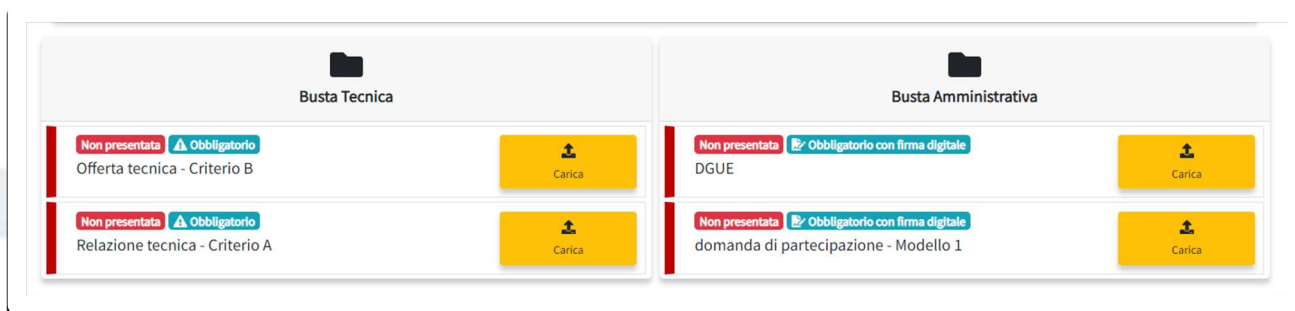 Busta Tecnica
Non presentata Obbligatorio
Offerta tecnica - Criterio B
Carica
Non presentata Obbligatorio
Relazione tecnica - Criterio A
Carica
Busta Amministrativa
Non presentata Obbligatorio con firma digitale
DGUE
Carica
Non presentata Obbligatorio con firma digitale
domanda di partecipazione - Modello 1
Carica